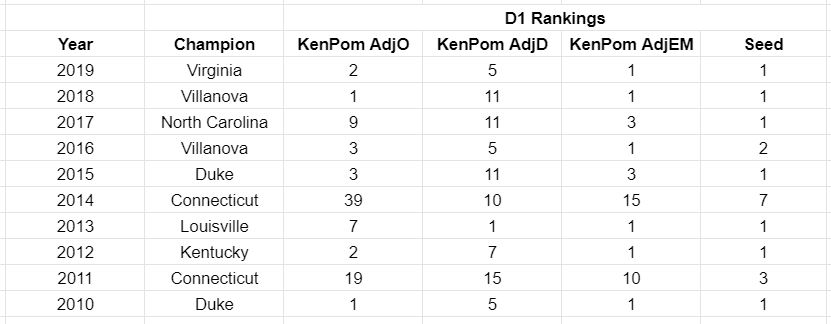 D1 Rankings
Year Champion KenPom AdjO KenPom AdjD KenPom AdjEM Seed
2019 Virginia 2 5 1 1
2018 Villanova 1 11 1 1
2017 North Carolina 9 11 3 1
2016 Villanova 3 5 1 2
2015 Duke 3 11 3 1
2014 Connecticut 39 10 15 7
2013 Louisville 7 1 1 1
2012 Kentucky 2 7 1 1
2011 Connecticut 19 15 10 3
2010 Duke 1 5 1 1